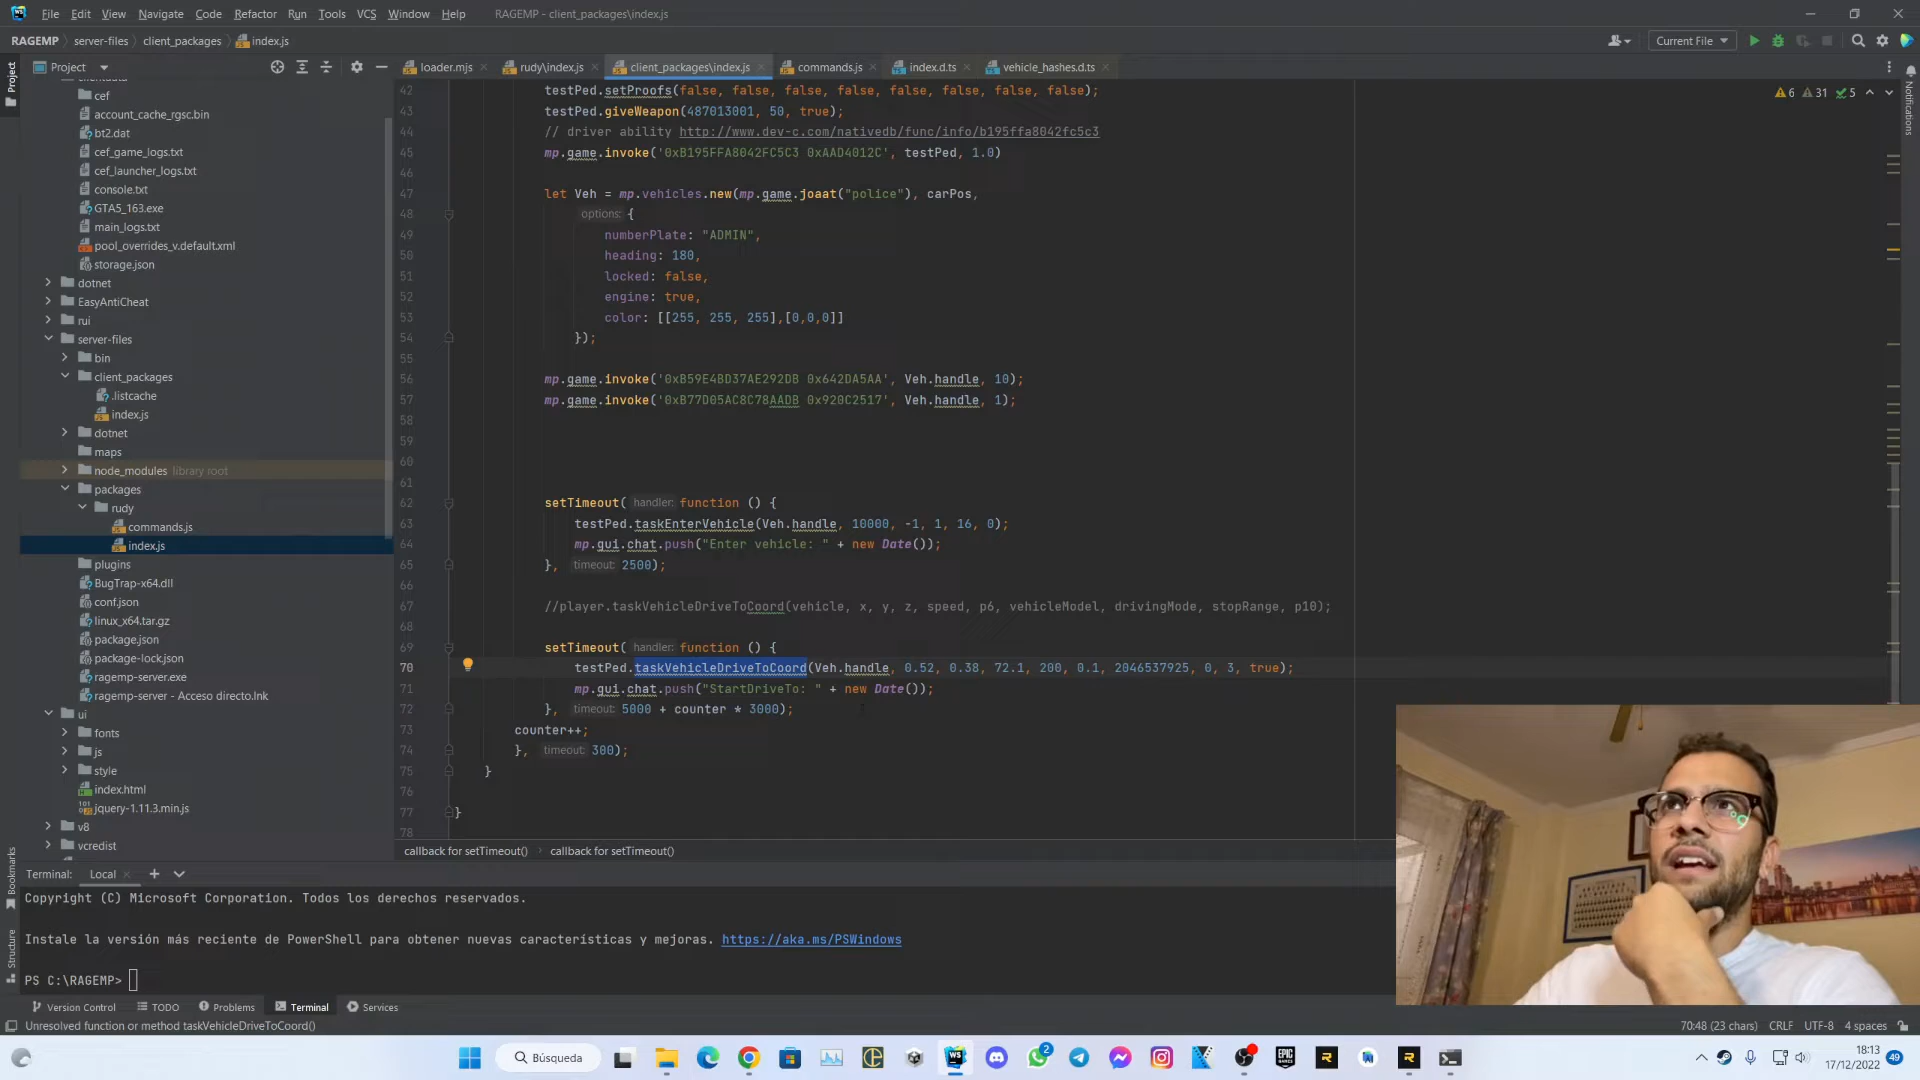 File Edit View Navigate Code Refactor Run Tools VCS Window Help RAGEMP - client_packages\index.js
RAGEMP server-files client_packages index.js Current File
Project loader.mjs rudy\index.js client_packages\index.js commands.js index.d.ts vehicle_hashes.d.ts
Project
Notifications
cef
account_cache_rgsc.bin
bt2.dat
cef_game_logs.txt
cef_launcher_logs.txt
console.txt
GTA5_163.exe
main_logs.txt
pool_overrides_v.default.xml
storage.json
dotnet
EasyAntiCheat
rui
server-files
bin
client_packages
.listcache
index.js
dotnet
maps
node_modules library root
packages
rudy
commands.js
index.js
plugins
BugTrap-x64.dll
conf.json
linux_x64.tar.gz
package.json
package-lock.json
ragemp-server.exe
ragemp-server - Acceso directo.lnk
ui
fonts
js
style
index.html
jquery-1.11.3.min.js
v8
vcredist
6 31 5
42 testPed.setProofs(false, false, false, false, false, false, false, false);
43 testPed.giveWeapon(487013001, 50, true);
44 // driver ability http://www.dev-c.com/nativedb/func/info/b195ffa8042fc5c3
45 mp.game.invoke('0xB195FFA8042FC5C3 0xAAD4012C', testPed, 1.0)
46
47 let Veh = mp.vehicles.new(mp.game.joaat("police"), carPos,
48 options: {
49 numberPlate: "ADMIN",
50 heading: 180,
51 locked: false,
52 engine: true,
53 color: [[255, 255, 255],[0,0,0]]
54 });
55
56 mp.game.invoke('0xB59E4BD37AE292DB 0x642DA5AA', Veh.handle, 10);
57 mp.game.invoke('0xB77D05AC8C78AADB 0x920C2517', Veh.handle, 1);
58
59
60
61
62 setTimeout( handler: function () {
63 testPed.taskEnterVehicle(Veh.handle, 10000, -1, 1, 16, 0);
64 mp.gui.chat.push("Enter vehicle: " + new Date());
65 }, timeout: 2500);
66
67 //player.taskVehicleDriveToCoord(vehicle, x, y, z, speed, p6, vehicleModel, drivingMode, stopRange, p10);
68
69 setTimeout( handler: function () {
70 testPed.taskVehicleDriveToCoord(Veh.handle, 0.52, 0.38, 72.1, 200, 0.1, 2046537925, 0, 3, true);
71 mp.gui.chat.push("StartDriveTo: " + new Date());
72 }, timeout: 5000 + counter * 3000);
73 counter++;
74 }, timeout: 300);
75 }
76
77 }
78
callback for setTimeout() callback for setTimeout()
Terminal: Local
Bookmarks
Structure
Copyright (C) Microsoft Corporation. Todos los derechos reservados.
Instale la versión más reciente de PowerShell para obtener nuevas características y mejoras. https://aka.ms/PSWindows
PS C:\RAGEMP>
Version Control TODO Problems Terminal Services
Unresolved function or method taskVehicleDriveToCoord() 70:48 (23 chars) CRLF UTF-8 4 spaces
Búsqueda 2 18:13
17/12/2022 49